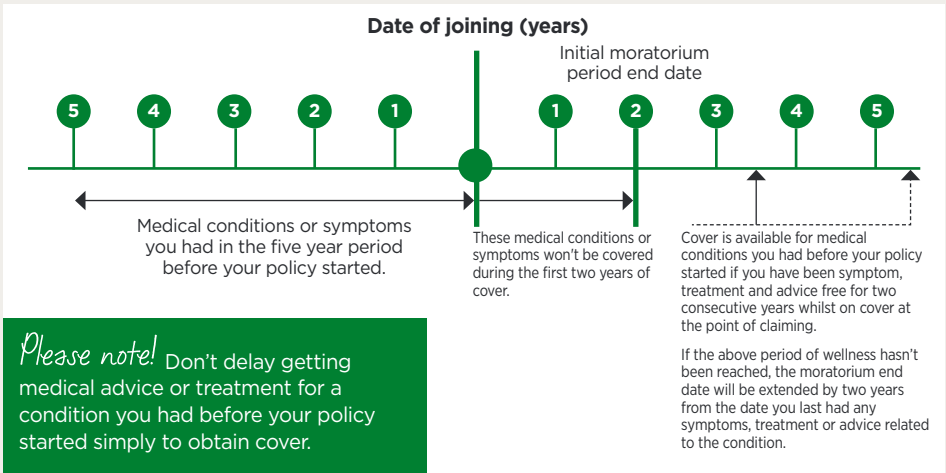 Date of joining (years)
Initial moratorium
period end date
5 4 3 2 1 1 2 3 4 5
Medical conditions or symptoms
you had in the five year period
before your policy started.
These medical conditions or
symptoms won't be covered
during the first two years of
cover.
Cover is available for medical
conditions you had before your policy
started if you have been symptom,
treatment and advice free for two
consecutive years whilst on cover at
the point of claiming.
If the above period of wellness hasn't
been reached, the moratorium end
date will be extended by two years
from the date you last had any
symptoms, treatment or advice related
to the condition.
Please note! Don't delay getting
medical advice or treatment for a
condition you had before your policy
started simply to obtain cover.